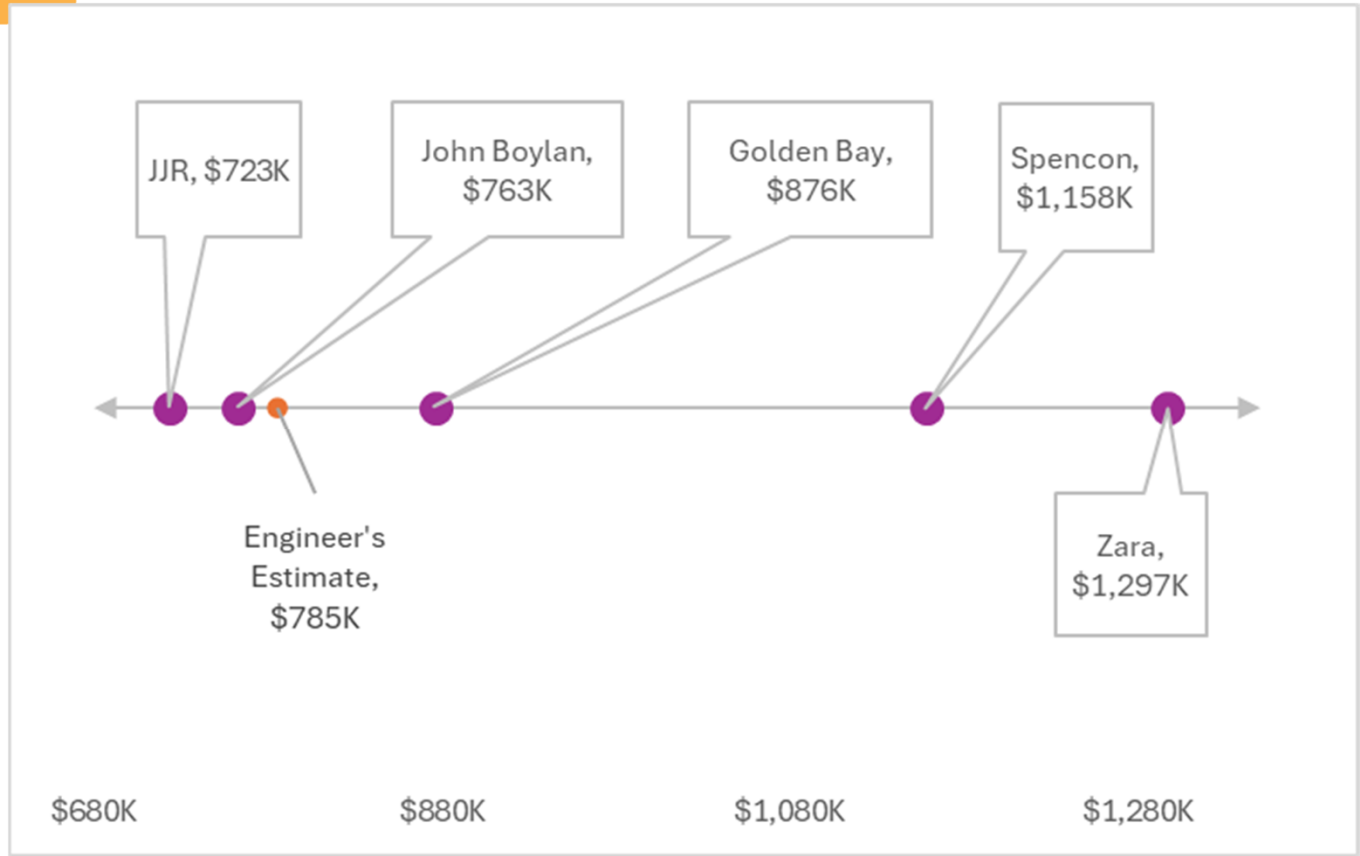 JJR, $723K
John Boylan,
$763K
Golden Bay,
$876K
Spencon,
$1,158K
Engineer's
Estimate,
$785K
Zara,
$1,297K
$680K
$880K
$1,080K
$1,280K